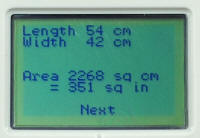 Length 54 cm
Width 42 cm
Area 2268 sq cm
= 351 sq in
Next